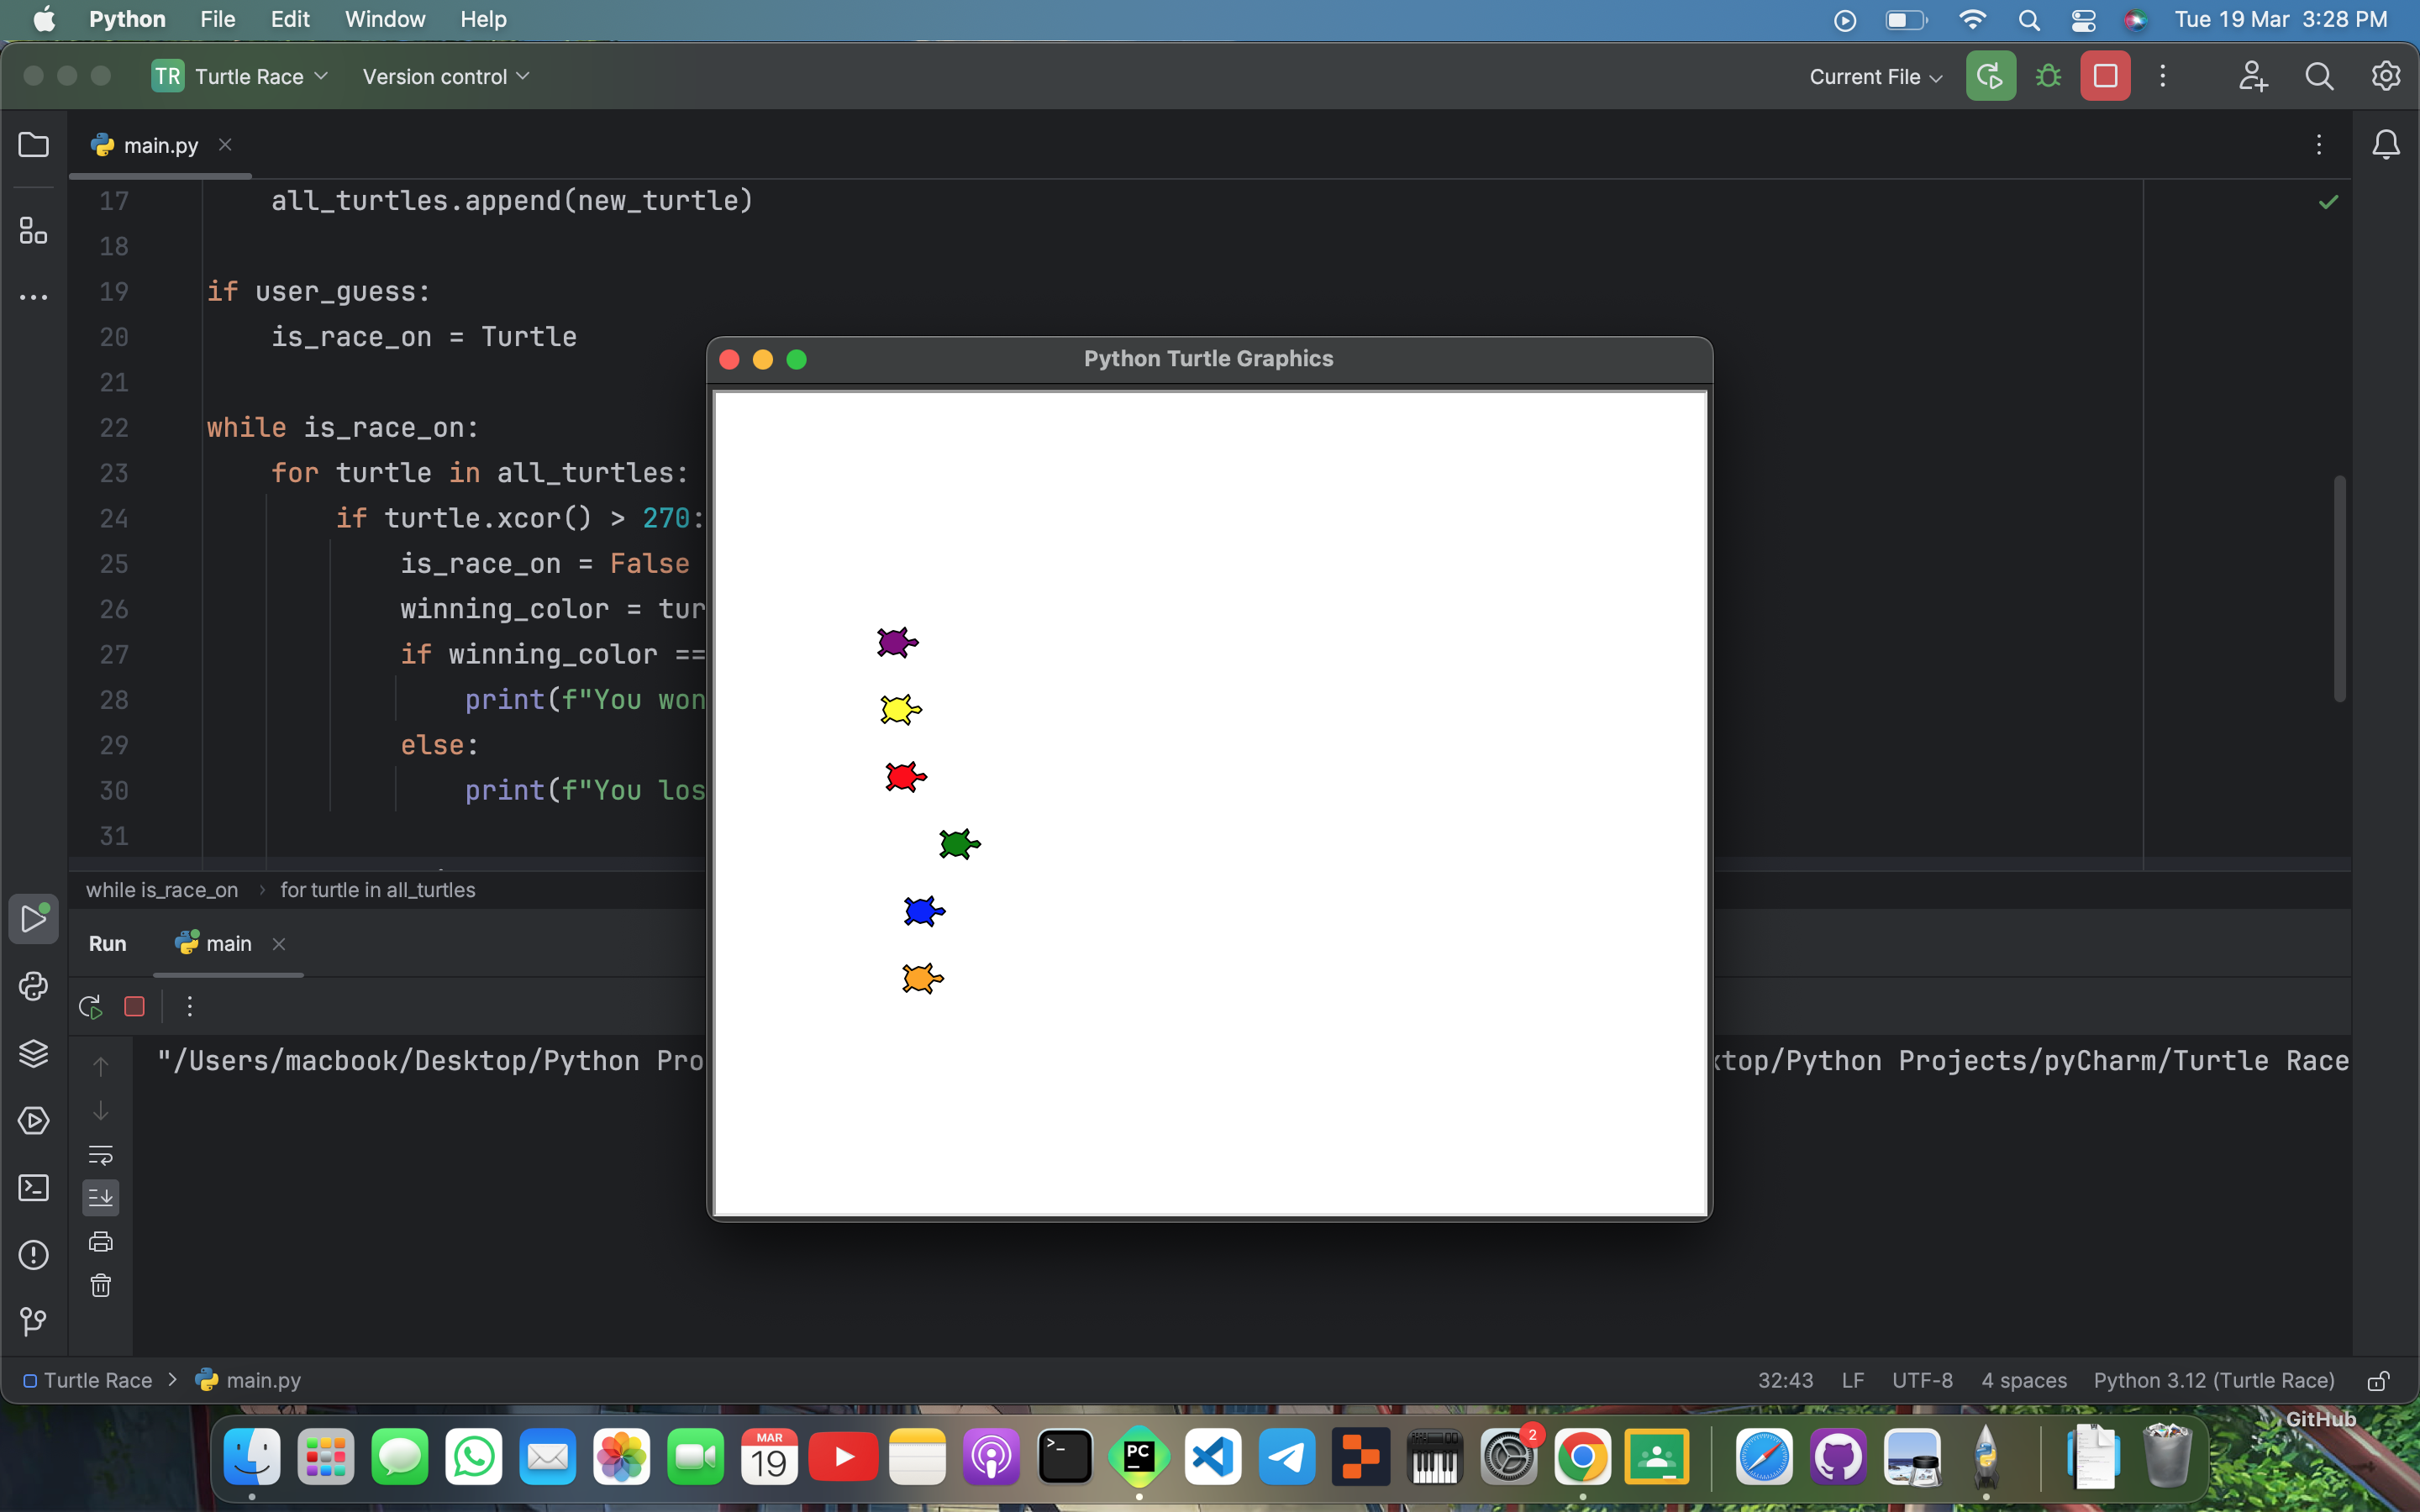 Python File Edit Window Help Tue 19 Mar 3:28 PM
TR Turtle Race Version control Current File
main.py
17 all_turtles.append(new_turtle)
18
19 if user_guess:
20 is_race_on = Turtle
21
22 while is_race_on:
23 for turtle in all_turtles:
24 if turtle.xcor() > 270:
25 is_race_on = False
26 winning_color = tur
27 if winning_color ==
28 print(f"You won
29 else:
30 print(f"You los
31
Python Turtle Graphics
while is_race_on › for turtle in all_turtles
Run main
"/Users/macbook/Desktop/Python Pro
ktop/Python Projects/pyCharm/Turtle Race
Turtle Race > main.py 32:43 LF UTF-8 4 spaces Python 3.12 (Turtle Race)
GitHub
MAR
19
>_
PC
2